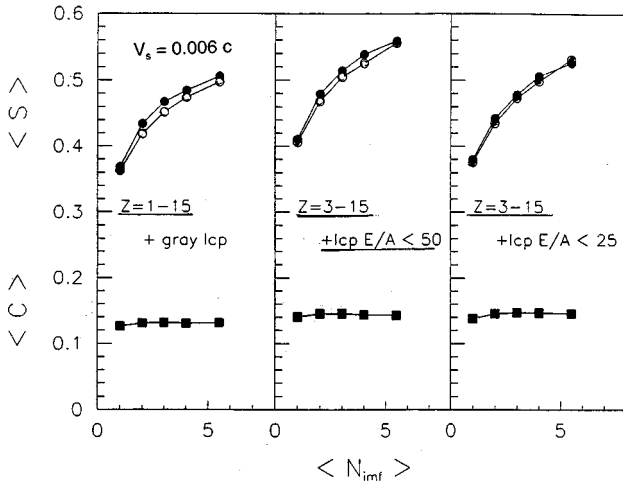 0.6
0.5
0.4
0.3
0.2
0.1
0
< S >
< C >
V_s = 0.006 c
Z=1−15
+ gray lcp
Z=3−15
+lcp E/A < 50
Z=3−15
+lcp E/A < 25
0 5 0 5 0 5
< N_imf >